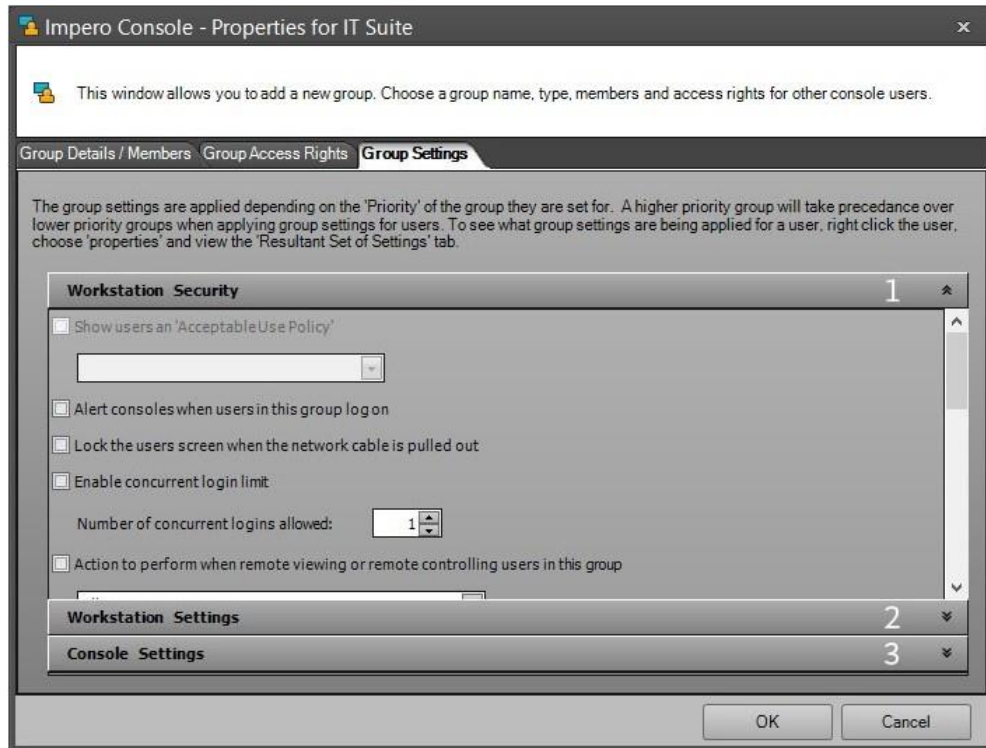 Impero Console - Properties for IT Suite
This window allows you to add a new group. Choose a group name, type, members and access rights for other console users.
Group Details / Members Group Access Rights Group Settings
The group settings are applied depending on the 'Priority' of the group they are set for. A higher priority group will take precedance over
lower priority groups when applying group settings for users. To see what group settings are being applied for a user, right click the user,
choose 'properties' and view the 'Resultant Set of Settings' tab.
Workstation Security 1
Show users an 'Acceptable Use Policy'
Alert consoles when users in this group log on
Lock the users screen when the network cable is pulled out
Enable concurrent login limit
Number of concurrent logins allowed: 1
Action to perform when remote viewing or remote controlling users in this group
Workstation Settings 2
Console Settings 3
OK Cancel